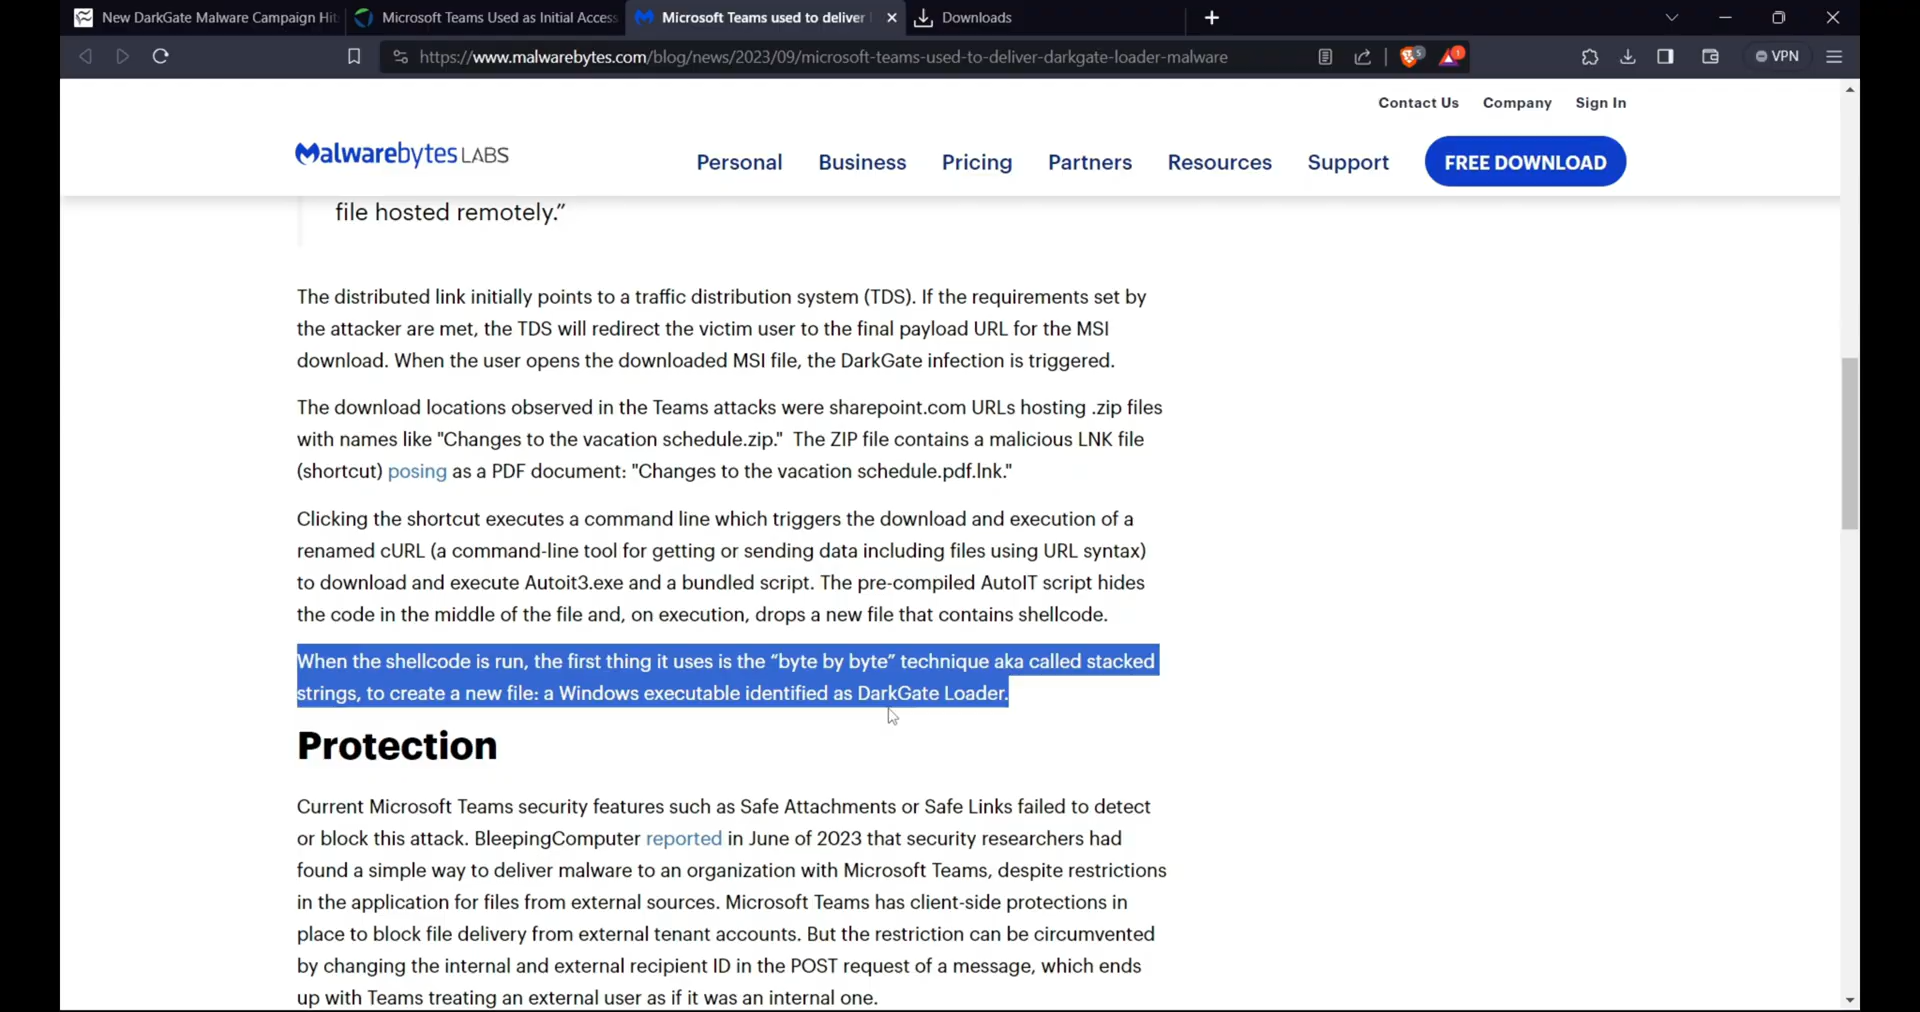 New DarkGate Malware Campaign Hit
Microsoft Teams Used as Initial Access
Microsoft Teams used to deliver
Downloads
https://www.malwarebytes.com/blog/news/2023/09/microsoft-teams-used-to-deliver-darkgate-loader-malware
5
1
VPN
Contact Us Company Sign In
Malwarebytes LABS
Personal Business Pricing Partners Resources Support FREE DOWNLOAD
file hosted remotely.”
The distributed link initially points to a traffic distribution system (TDS). If the requirements set by
the attacker are met, the TDS will redirect the victim user to the final payload URL for the MSI
download. When the user opens the downloaded MSI file, the DarkGate infection is triggered.
The download locations observed in the Teams attacks were sharepoint.com URLs hosting .zip files
with names like "Changes to the vacation schedule.zip." The ZIP file contains a malicious LNK file
(shortcut) posing as a PDF document: "Changes to the vacation schedule.pdf.lnk."
Clicking the shortcut executes a command line which triggers the download and execution of a
renamed cURL (a command-line tool for getting or sending data including files using URL syntax)
to download and execute Autoit3.exe and a bundled script. The pre-compiled AutoIT script hides
the code in the middle of the file and, on execution, drops a new file that contains shellcode.
When the shellcode is run, the first thing it uses is the “byte by byte” technique aka called stacked
strings, to create a new file: a Windows executable identified as DarkGate Loader.
Protection
Current Microsoft Teams security features such as Safe Attachments or Safe Links failed to detect
or block this attack. BleepingComputer reported in June of 2023 that security researchers had
found a simple way to deliver malware to an organization with Microsoft Teams, despite restrictions
in the application for files from external sources. Microsoft Teams has client-side protections in
place to block file delivery from external tenant accounts. But the restriction can be circumvented
by changing the internal and external recipient ID in the POST request of a message, which ends
up with Teams treating an external user as if it was an internal one.